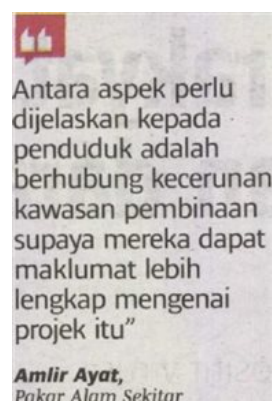 Antara aspek perlu
dijelaskan kepada
penduduk adalah
berhubung kecerunan
kawasan pembinaan
supaya mereka dapat
maklumat lebih
lengkap mengenai
projek itu”
Amlir Ayat,
Pakar Alam Sekitar